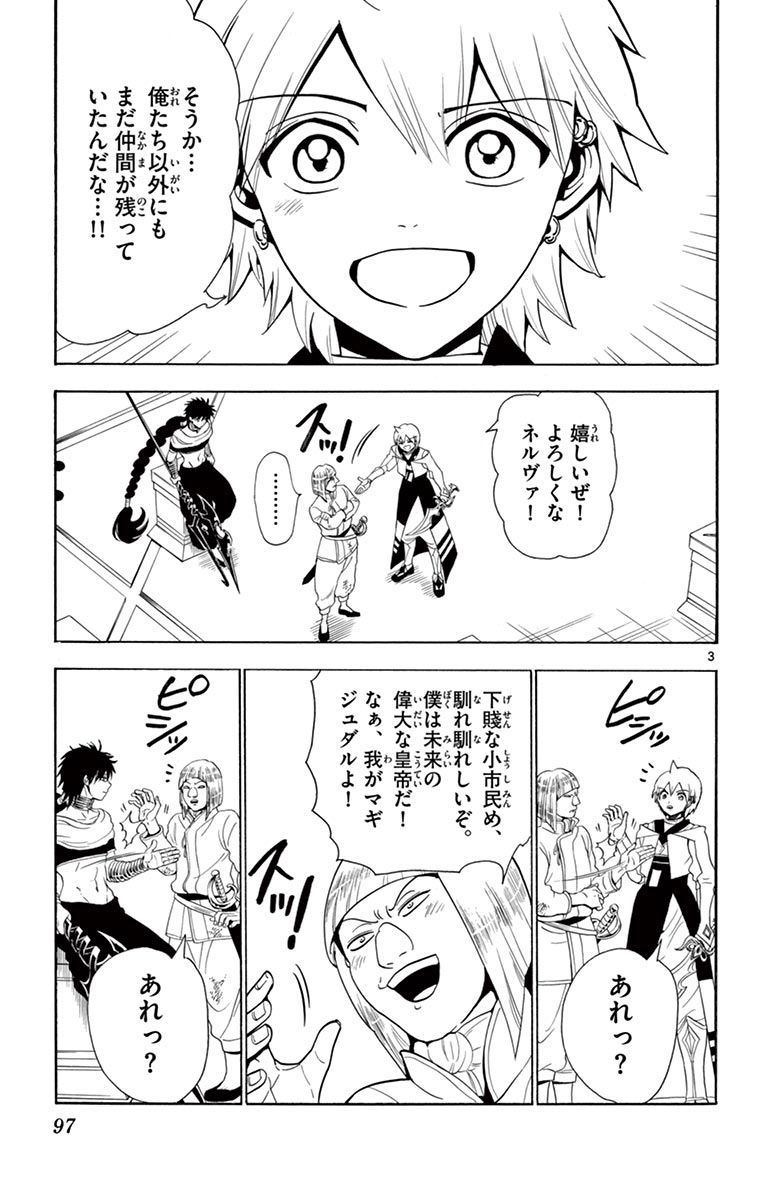 そうか…
俺たち以外にも
まだ仲間が残って
いたんだな…!!
嬉しいぜ!
よろしくな
ネルヴァ!
スッ!
………
3
ピシッ
あれっ?
下賤な小市民め、
馴れ馴れしいぞ。
僕は未来の
偉大な皇帝だ!
なぁ、我がマギ
ジュダルよ!
スッ!
ピシッ
あれっ?
97